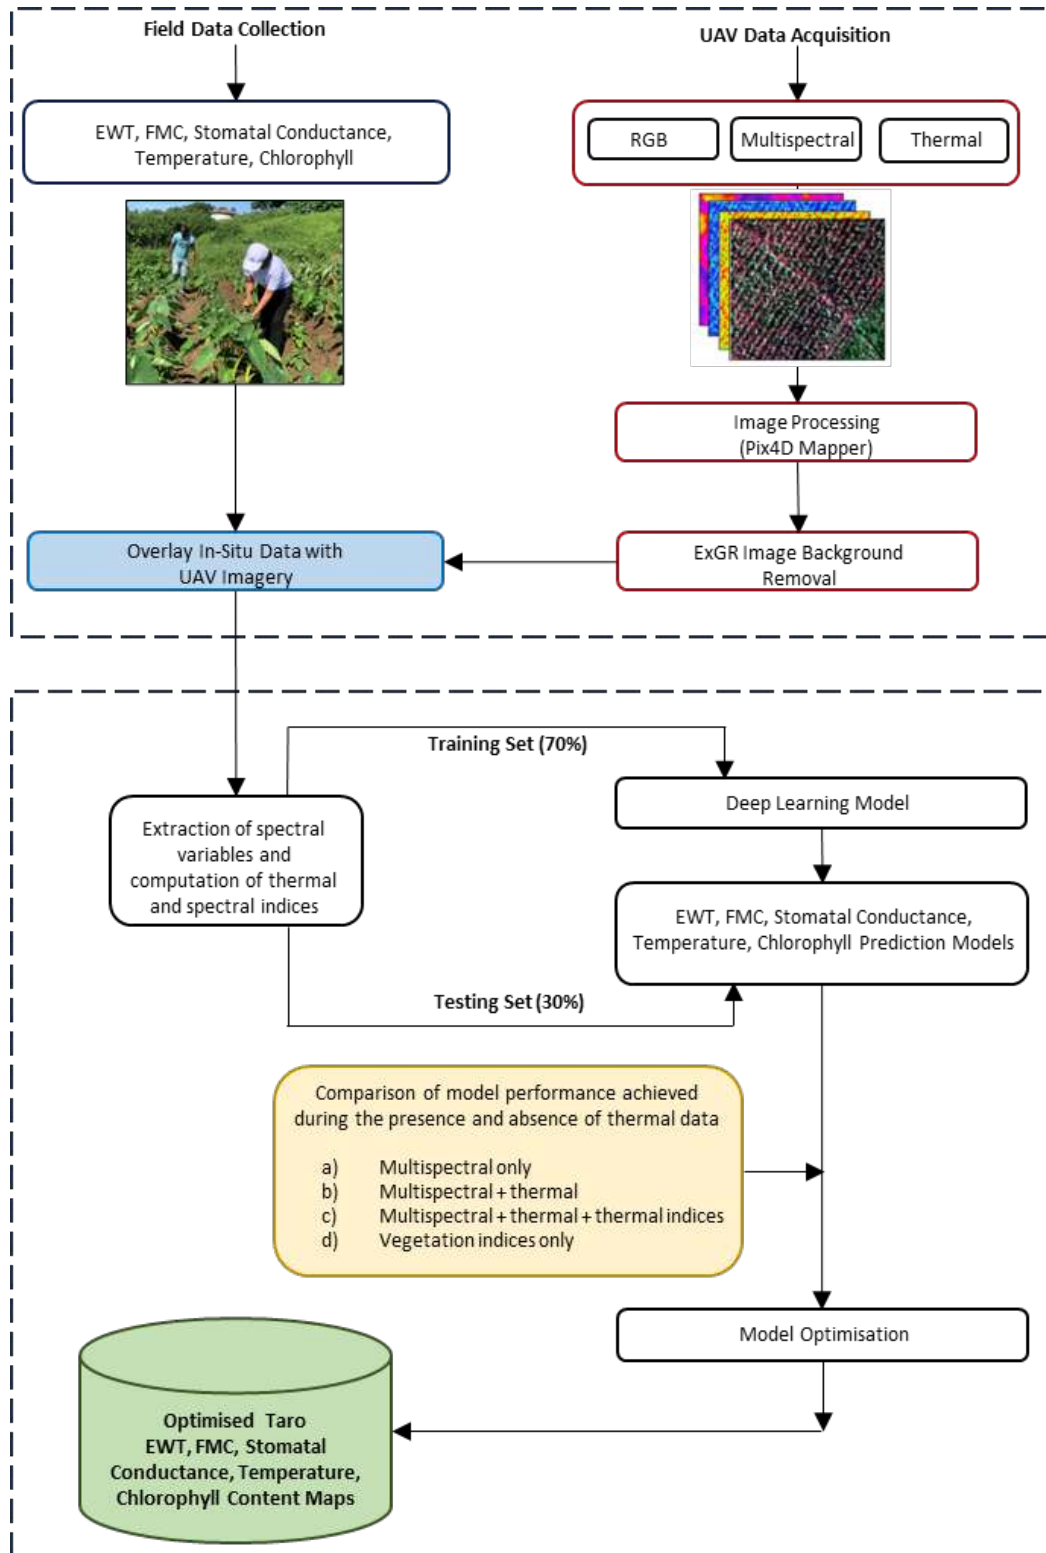 Field Data Collection
UAV Data Acquisition
EWT, FMC, Stomatal Conductance,
Temperature, Chlorophyll
RGB
Multispectral
Thermal
Image Processing
(Pix4D Mapper)
Overlay In-Situ Data with
UAV Imagery
ExGR Image Background
Removal
Training Set (70%)
Deep Learning Model
Extraction of spectral
variables and
computation of thermal
and spectral indices
EWT, FMC, Stomatal Conductance,
Temperature, Chlorophyll Prediction Models
Testing Set (30%)
Comparison of model performance achieved
during the presence and absence of thermal data
a) Multispectral only
b) Multispectral + thermal
c) Multispectral + thermal + thermal indices
d) Vegetation indices only
Model Optimisation
Optimised Taro
EWT, FMC, Stomatal
Conductance, Temperature,
Chlorophyll Content Maps